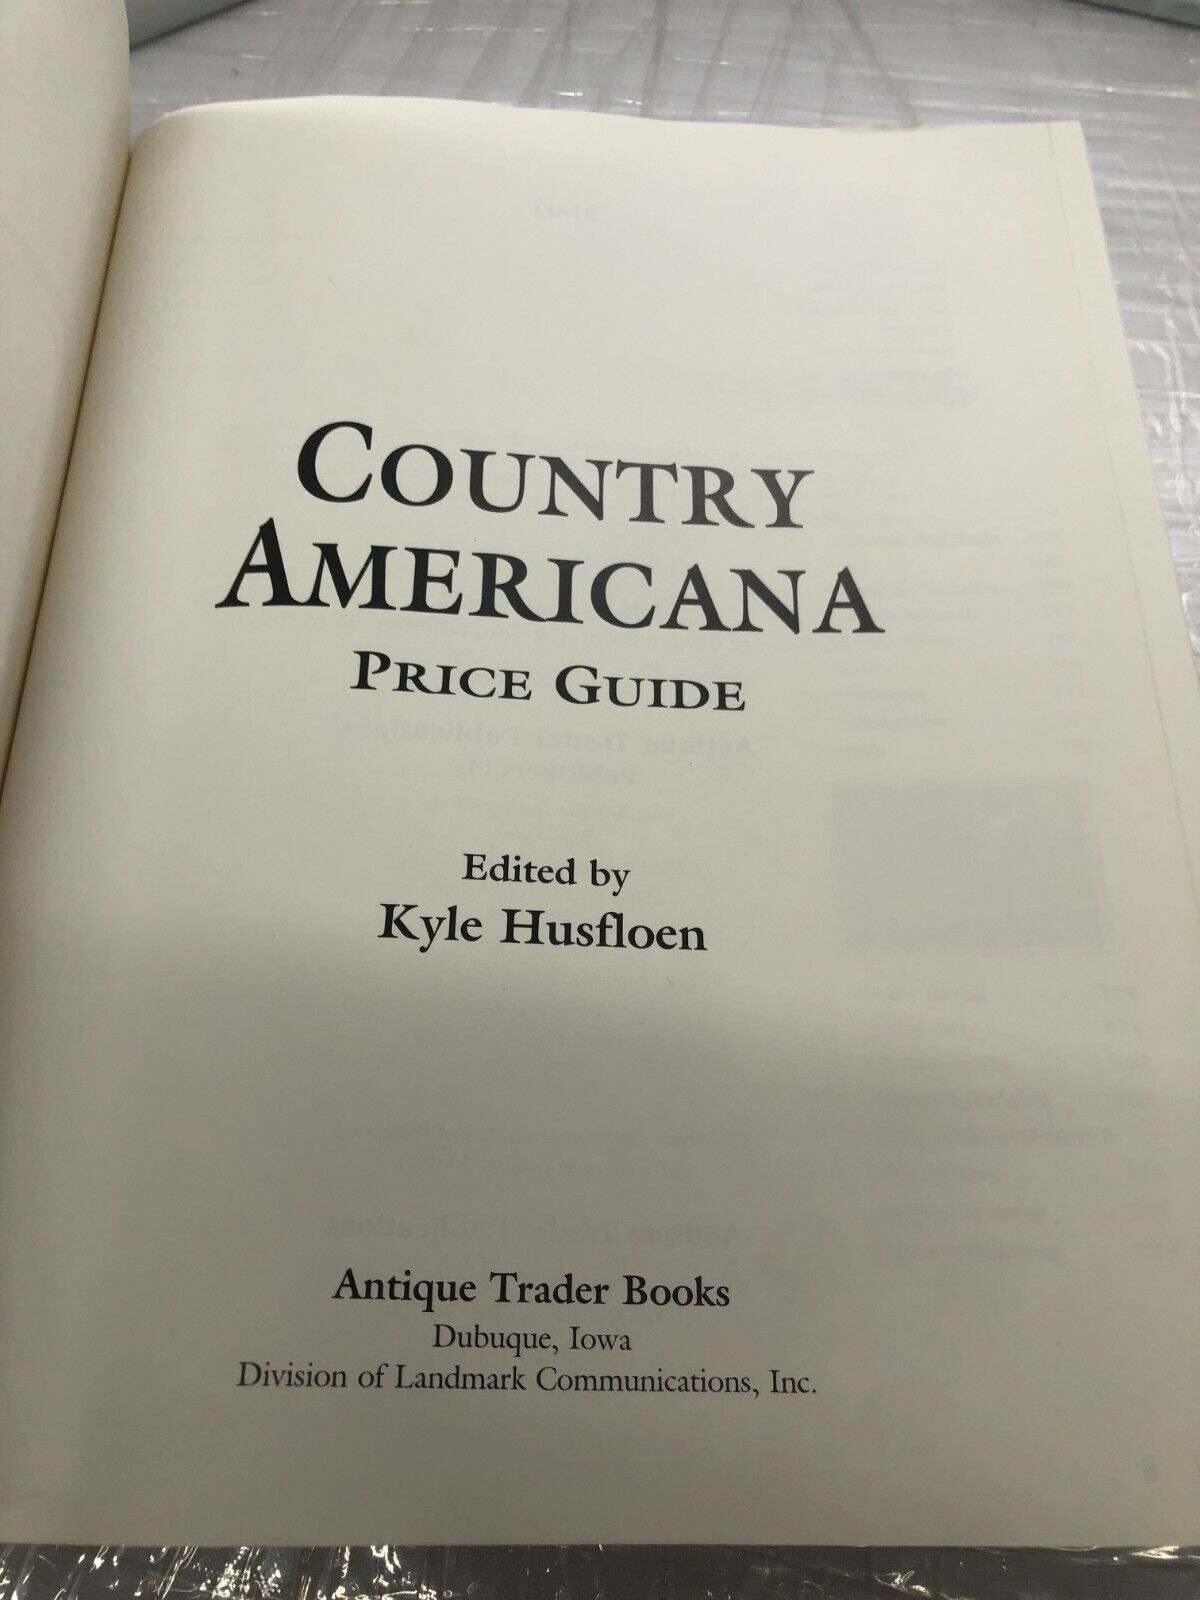 COUNTRY
AMERICANA
PRICE GUIDE
Edited by
Kyle Husfloen
Antique Trader Books
Dubuque, Iowa
Division of Landmark Communications, Inc.